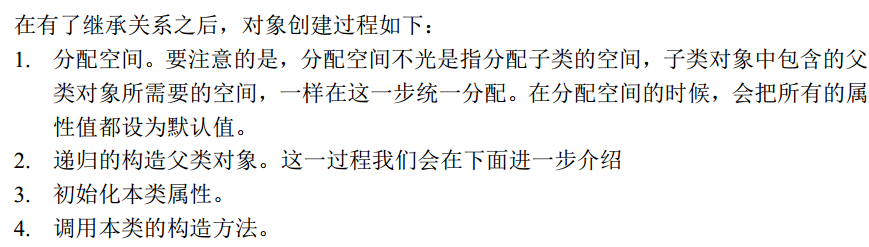 在有了继承关系之后，对象创建过程如下：
1. 分配空间。要注意的是，分配空间不光是指分配子类的空间，子类对象中包含的父
类对象所需要的空间，一样在这一步统一分配。在分配空间的时候，会把所有的属
性值都设为默认值。
2. 递归的构造父类对象。这一过程我们会在下面进一步介绍
3. 初始化本类属性。
4. 调用本类的构造方法。